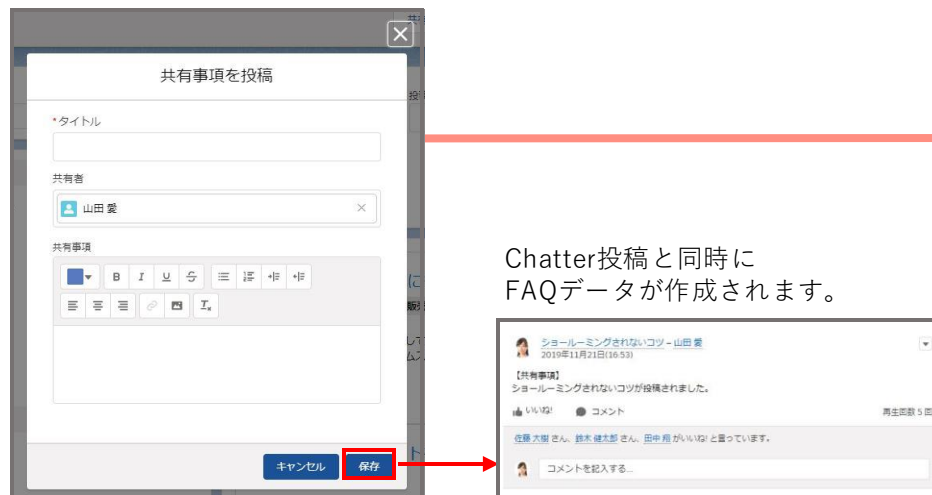 共有事項を投稿
*タイトル
共有者
山田 愛
共有事項
B I U S
キャンセル 保存
Chatter投稿と同時に
FAQデータが作成されます。
ショールーミングされないコツ – 山田 愛
2019年11月21日(16:53)
【共有事項】
ショールーミングされないコツが投稿されました。
いいね! コメント 再生回数 5 回
佐藤 大樹 さん、鈴木 健太郎 さん、田中 翔 がいいね! と言っています。
コメントを記入する...